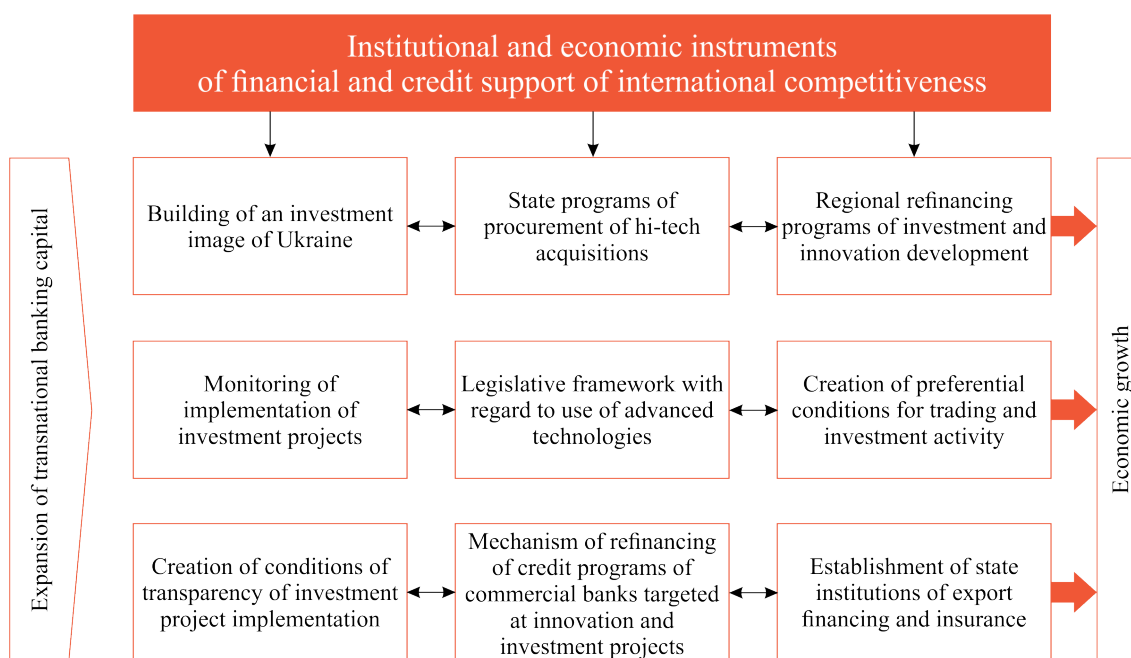 Institutional and economic instruments
of financial and credit support of international competitiveness
Expansion of transnational banking capital
Building of an investment
image of Ukraine
State programs of
procurement of hi-tech
acquisitions
Regional refinancing
programs of investment and
innovation development
Monitoring of
implementation of
investment projects
Legislative framework with
regard to use of advanced
technologies
Creation of preferential
conditions for trading and
investment activity
Creation of conditions of
transparency of investment
project implementation
Mechanism of refinancing
of credit programs of
commercial banks targeted
at innovation and
investment projects
Establishment of state
institutions of export
financing and insurance
Economic growth